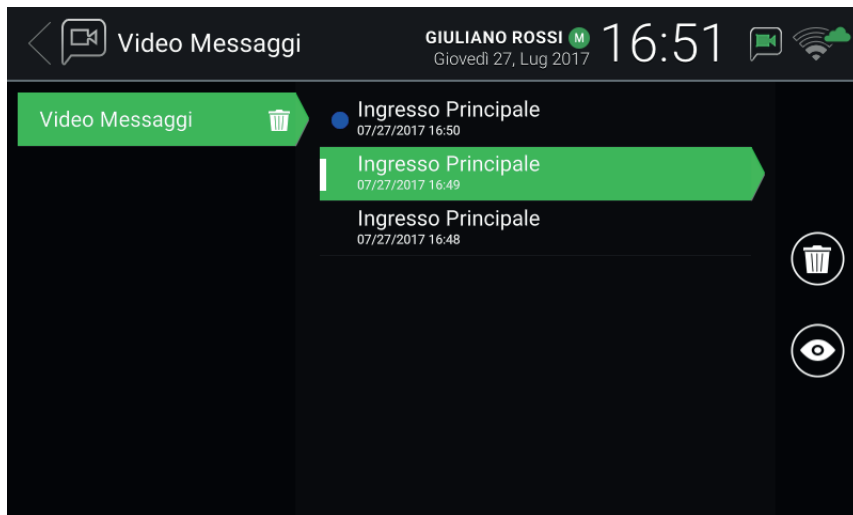 Video Messaggi
GIULIANO ROSSI M
Giovedì 27, Lug 2017
16:51
Video Messaggi
Ingresso Principale
07/27/2017 16:50
Ingresso Principale
07/27/2017 16:49
Ingresso Principale
07/27/2017 16:48